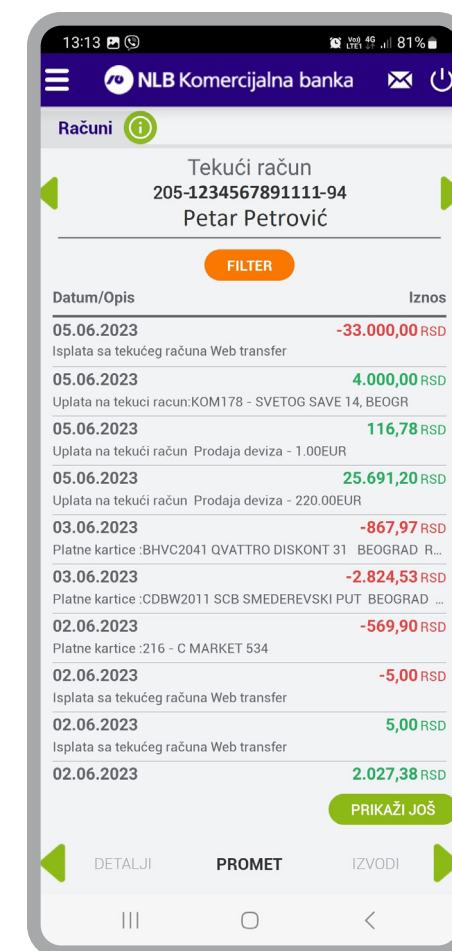 13:13 Vo)) LTE1 4G 81%
NLB Komercijalna banka
Računi
Tekući račun
205-1234567891111-94
Petar Petrović
FILTER
Datum/Opis Iznos
05.06.2023 -33.000,00 RSD
Isplata sa tekućeg računa Web transfer
05.06.2023 4.000,00 RSD
Uplata na tekuci racun:KOM178 - SVETOG SAVE 14, BEOGR
05.06.2023 116,78 RSD
Uplata na tekući račun Prodaja deviza - 1.00EUR
05.06.2023 25.691,20 RSD
Uplata na tekući račun Prodaja deviza - 220.00EUR
03.06.2023 -867,97 RSD
Platne kartice :BHVC2041 QVATTRO DISKONT 31 BEOGRAD R...
03.06.2023 -2.824,53 RSD
Platne kartice :CDBW2011 SCB SMEDEREVSKI PUT BEOGRAD ...
02.06.2023 -569,90 RSD
Platne kartice :216 - C MARKET 534
02.06.2023 -5,00 RSD
Isplata sa tekućeg računa Web transfer
02.06.2023 5,00 RSD
Isplata sa tekućeg računa Web transfer
02.06.2023 2.027,38 RSD
PRIKAŽI JOŠ
DETALJI PROMET IZVODI